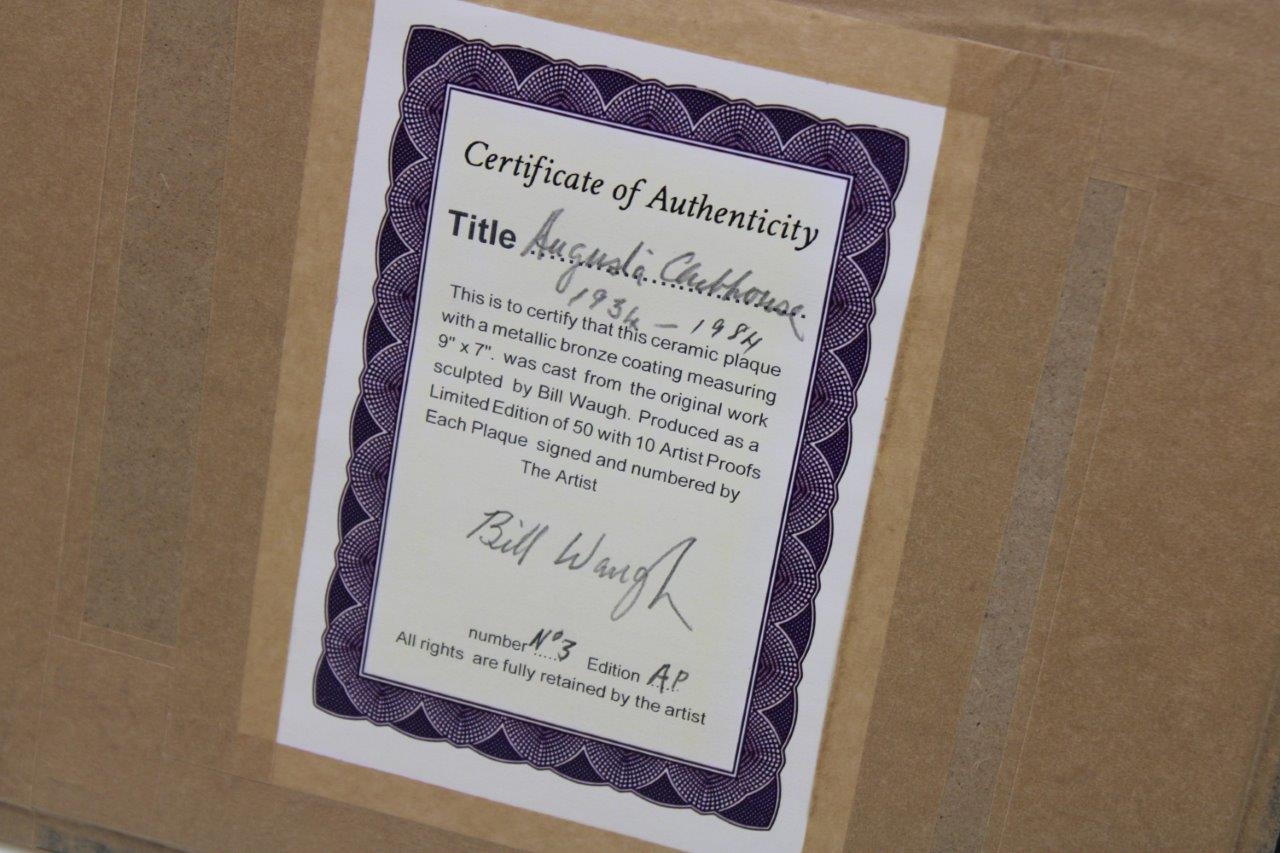 Certificate of Authenticity
Title Augusta Clubhouse
1934 - 1984
This is to certify that this ceramic plaque
with a metallic bronze coating measuring
9" x 7". was cast from the original work
sculpted by Bill Waugh. Produced as a
Limited Edition of 50 with 10 Artist Proofs
Each Plaque signed and numbered by
The Artist
Bill Waugh
number Nº3 Edition AP
All rights are fully retained by the artist